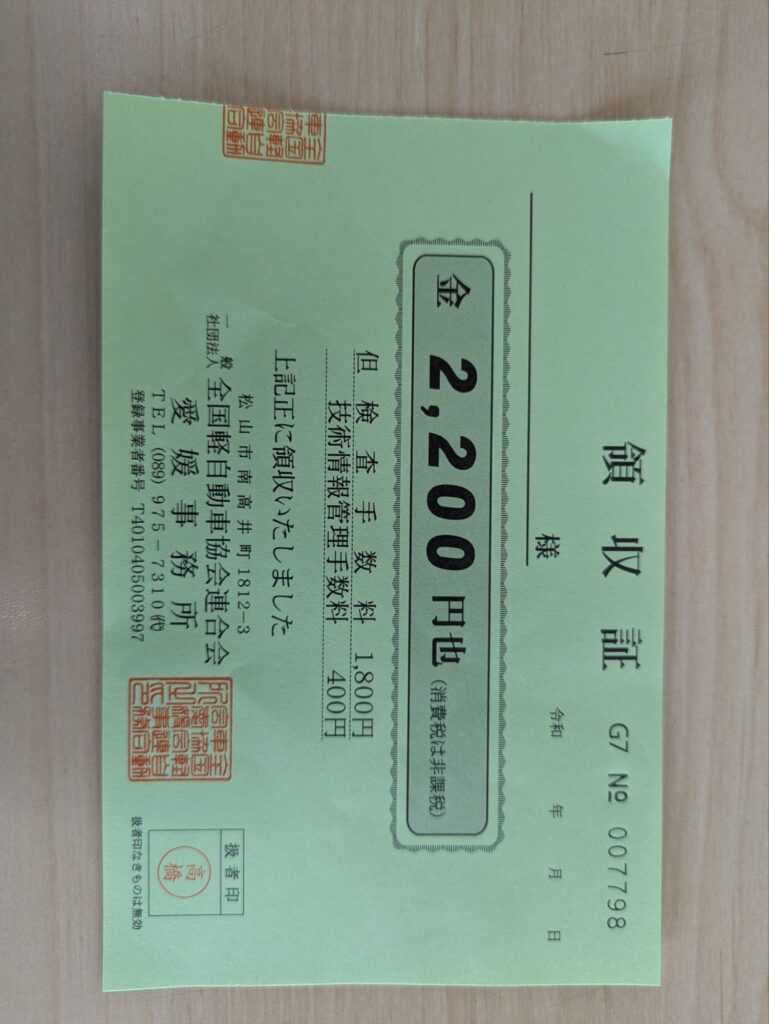 領収証
G7 № 007798
様
令和 年 月 日
金 2,200 円也 (消費税は非課税)
但 検査手数料 1,800円
技術情報管理手数料 400円
上記正に領収いたしました
松山市南高井町1812-3
一般社団法人 全国軽自動車協会連合会
愛媛事務所
TEL (089) 975-7310㈹
登録事業者番号 T4010405003997
扱者印
高橋
扱者印なきものは無効